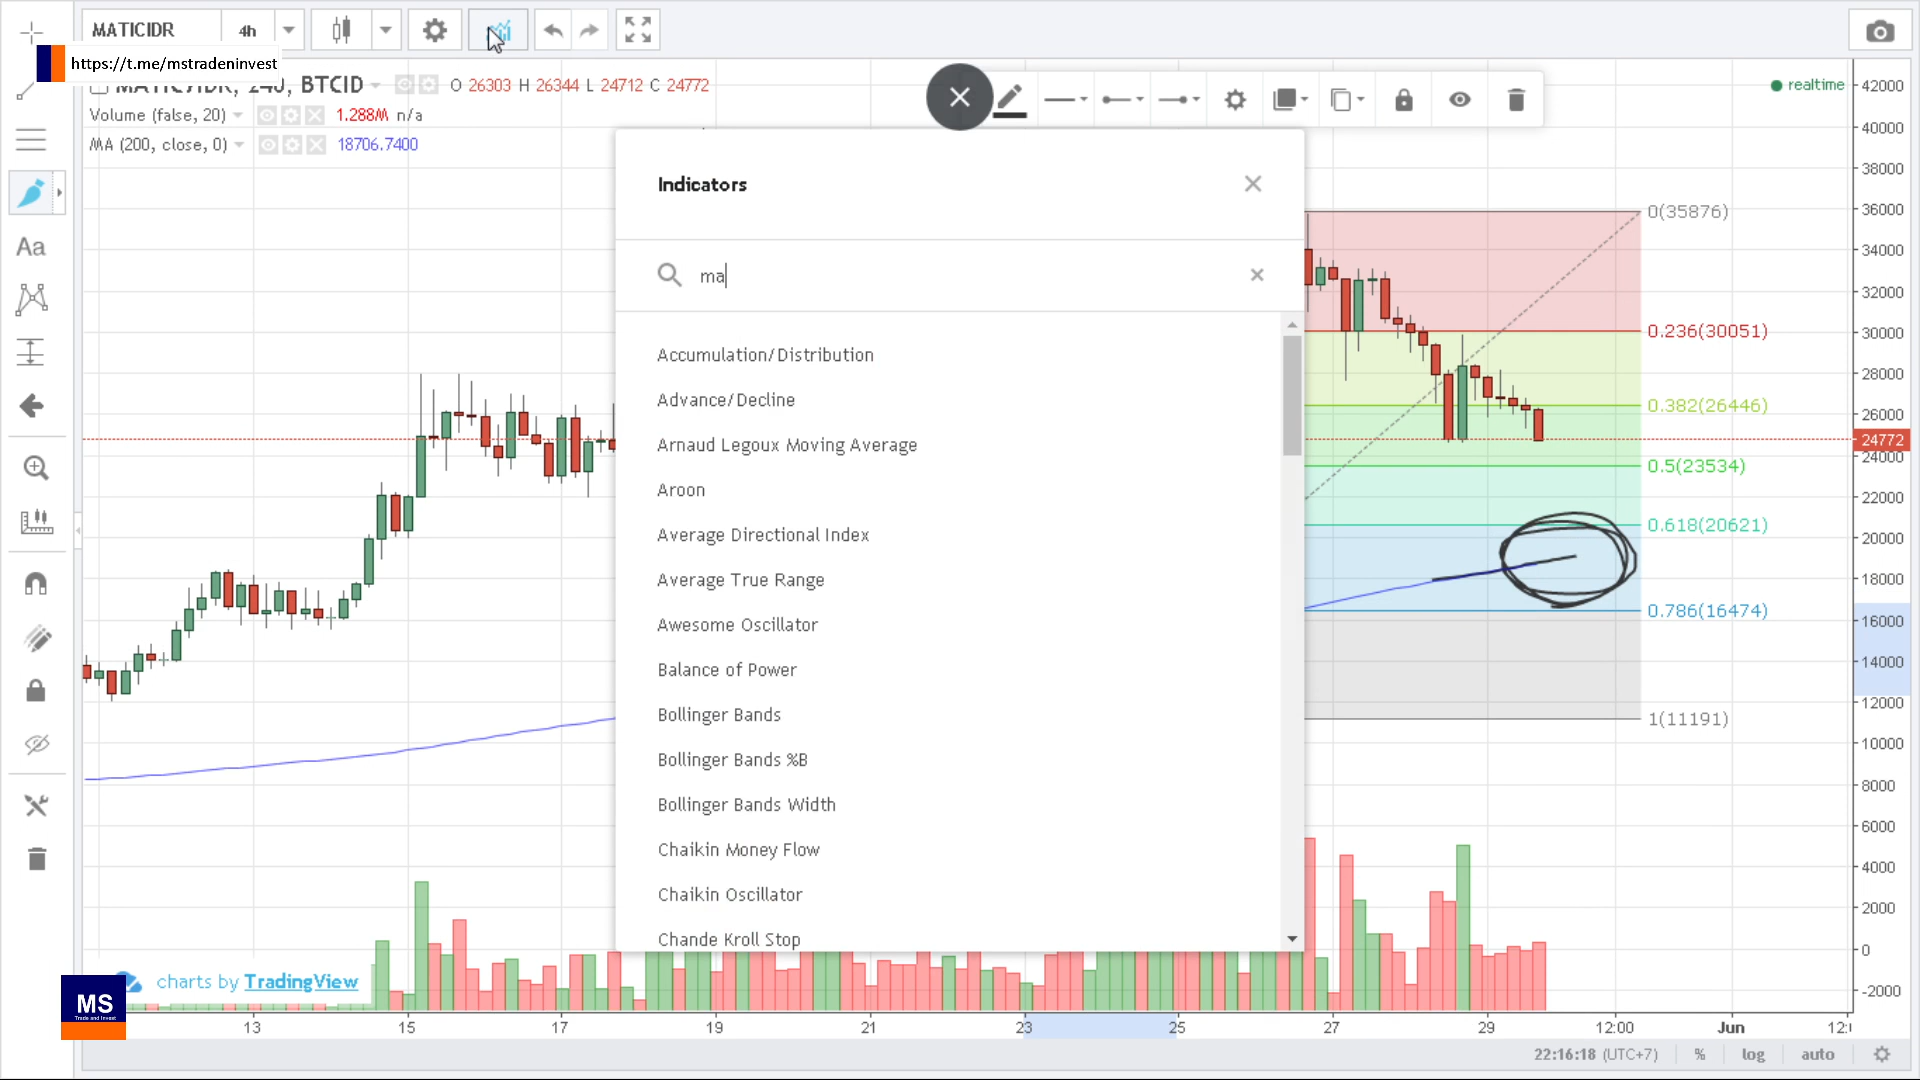 MATICIDR
4h
https://t.me/mstradeninvest
MATIC/IDR, 240, BTCID
O 26303 H 26344 L 24712 C 24772
realtime
Volume (false, 20)
1.288M n/a
MA (200, close, 0)
18706.7400
Aa
Indicators
ma
Accumulation/Distribution
Advance/Decline
Arnaud Legoux Moving Average
Aroon
Average Directional Index
Average True Range
Awesome Oscillator
Balance of Power
Bollinger Bands
Bollinger Bands %B
Bollinger Bands Width
Chaikin Money Flow
Chaikin Oscillator
Chande Kroll Stop
0(35876)
0.236(30051)
0.382(26446)
0.5(23534)
0.618(20621)
0.786(16474)
1(11191)
42000
40000
38000
36000
34000
32000
30000
28000
26000
24772
24000
22000
20000
18000
16000
14000
12000
10000
8000
6000
4000
2000
0
-2000
charts by TradingView
MS
Trade and Invest
13 15 17 19 21 23 25 27 29 12:00 Jun
22:16:18 (UTC+7) % log auto